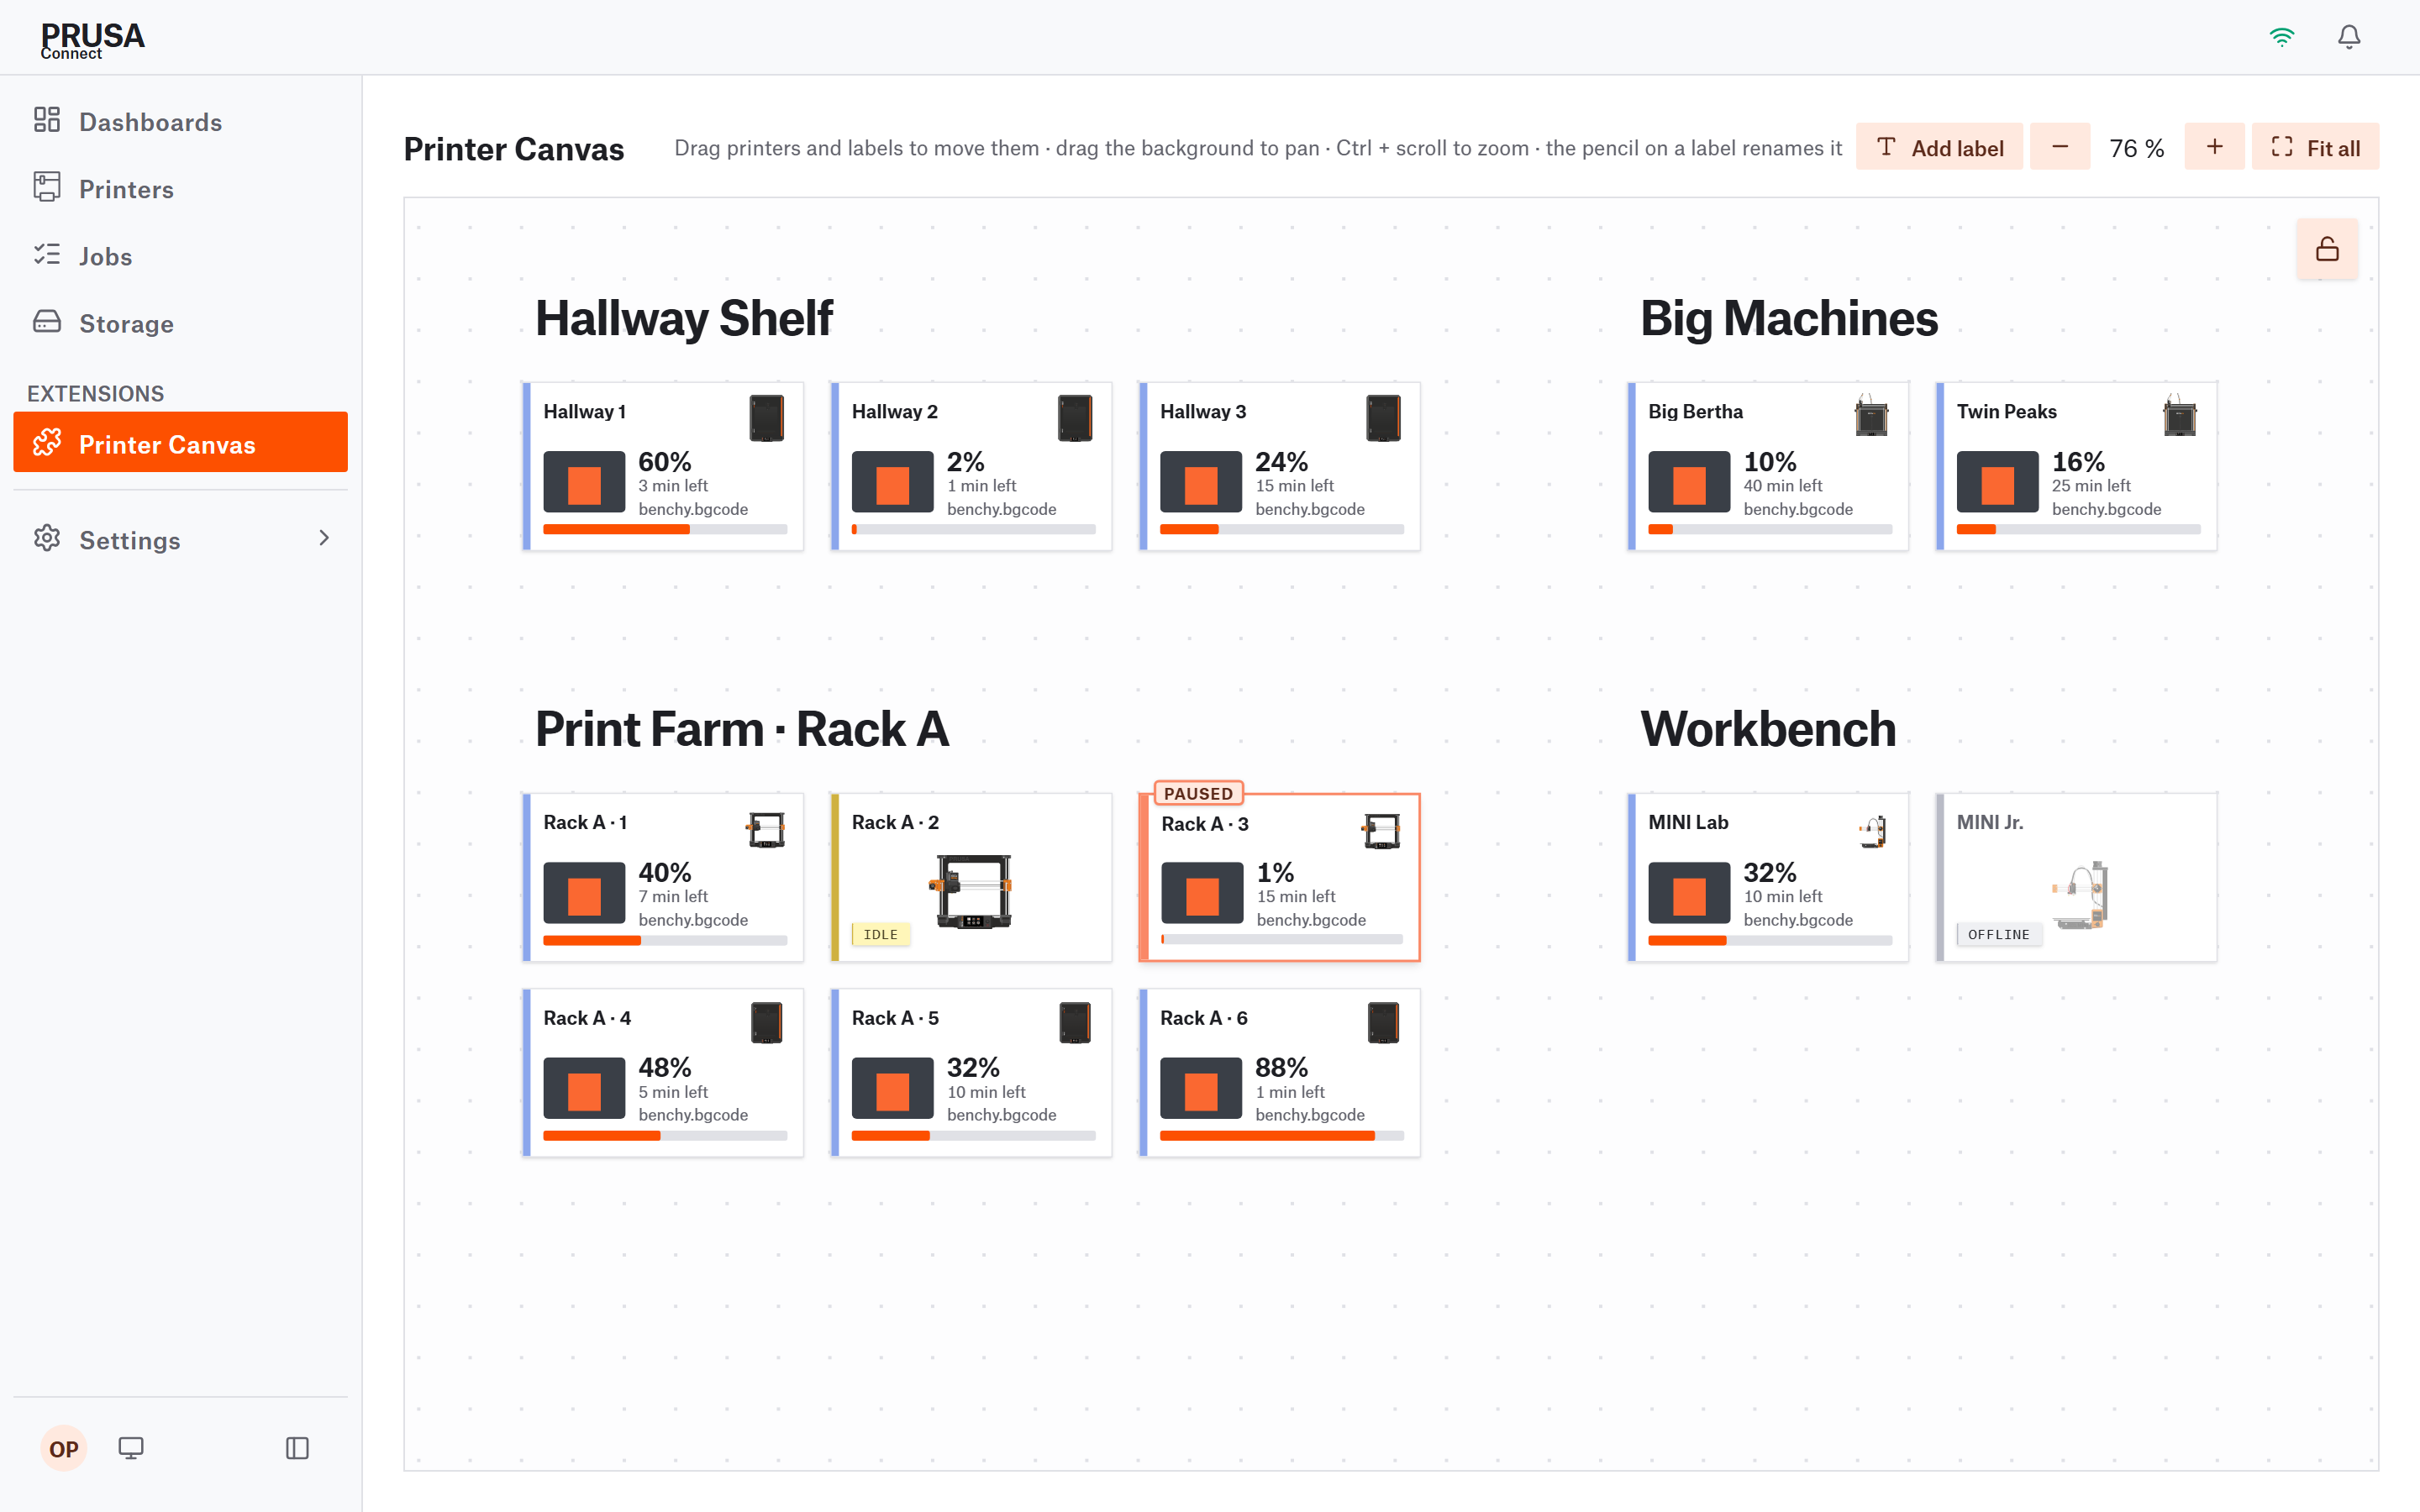 PRUSA
Connect
Dashboards
Printers
Jobs
Storage
EXTENSIONS
Printer Canvas
Settings
OP
Printer Canvas
Drag printers and labels to move them · drag the background to pan · Ctrl + scroll to zoom · the pencil on a label renames it
Add label
−
76 %
+
Fit all
Hallway Shelf
Hallway 1
60%
3 min left
benchy.bgcode
Hallway 2
2%
1 min left
benchy.bgcode
Hallway 3
24%
15 min left
benchy.bgcode
Big Machines
Big Bertha
10%
40 min left
benchy.bgcode
Twin Peaks
16%
25 min left
benchy.bgcode
Print Farm · Rack A
Rack A · 1
40%
7 min left
benchy.bgcode
Rack A · 2
IDLE
PAUSED
Rack A · 3
1%
15 min left
benchy.bgcode
Rack A · 4
48%
5 min left
benchy.bgcode
Rack A · 5
32%
10 min left
benchy.bgcode
Rack A · 6
88%
1 min left
benchy.bgcode
Workbench
MINI Lab
32%
10 min left
benchy.bgcode
MINI Jr.
OFFLINE